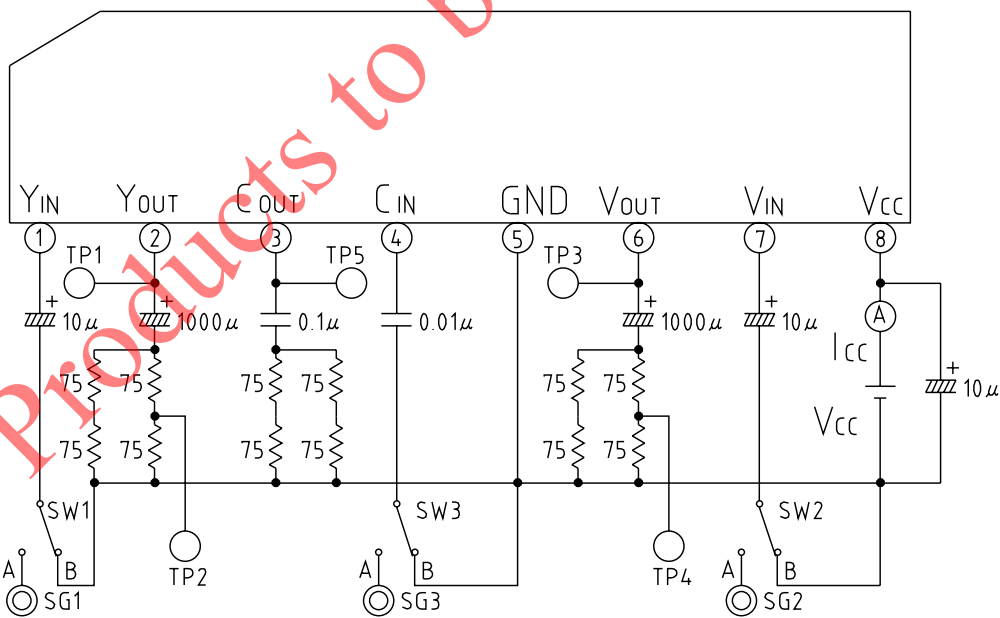 Products to b
YIN YOUT COUT CIN GND VOUT VIN VCC
1 2 3 4 5 6 7 8
TP1 TP5 TP3
A
+ + + +
10μ 1000μ 0.1μ 0.01μ 1000μ 10μ
ICC
+
75 75 75 75 75 75
10μ
VCC
75 75 75 75 75 75
SW1 SW3 SW2
A B A B A B
TP2 TP4
SG1 SG3 SG2